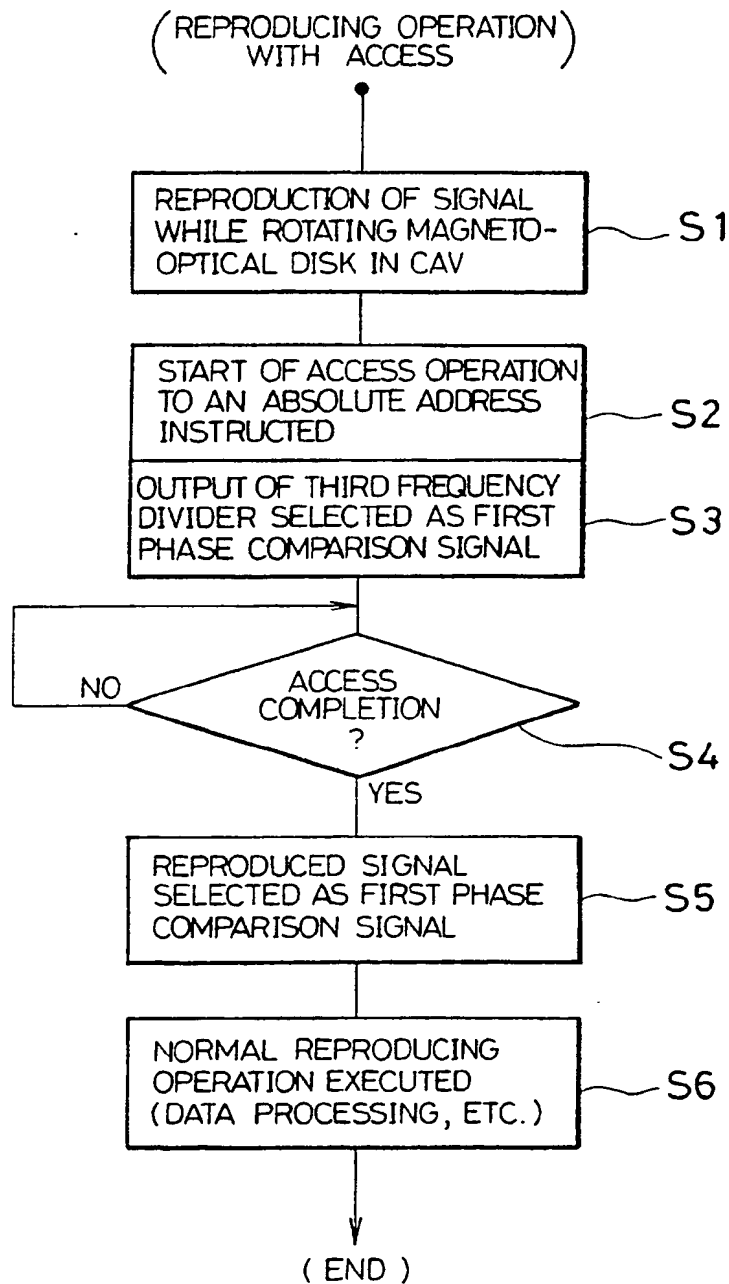 (REPRODUCING OPERATION
WITH ACCESS)
REPRODUCTION OF SIGNAL
WHILE ROTATING MAGNETO-
OPTICAL DISK IN CAV
S1
START OF ACCESS OPERATION
TO AN ABSOLUTE ADDRESS
INSTRUCTED
S2
OUTPUT OF THIRD FREQUENCY
DIVIDER SELECTED AS FIRST
PHASE COMPARISON SIGNAL
S3
NO
ACCESS
COMPLETION
?
S4
YES
REPRODUCED SIGNAL
SELECTED AS FIRST PHASE
COMPARISON SIGNAL
S5
NORMAL REPRODUCING
OPERATION EXECUTED
(DATA PROCESSING, ETC.)
S6
(END)